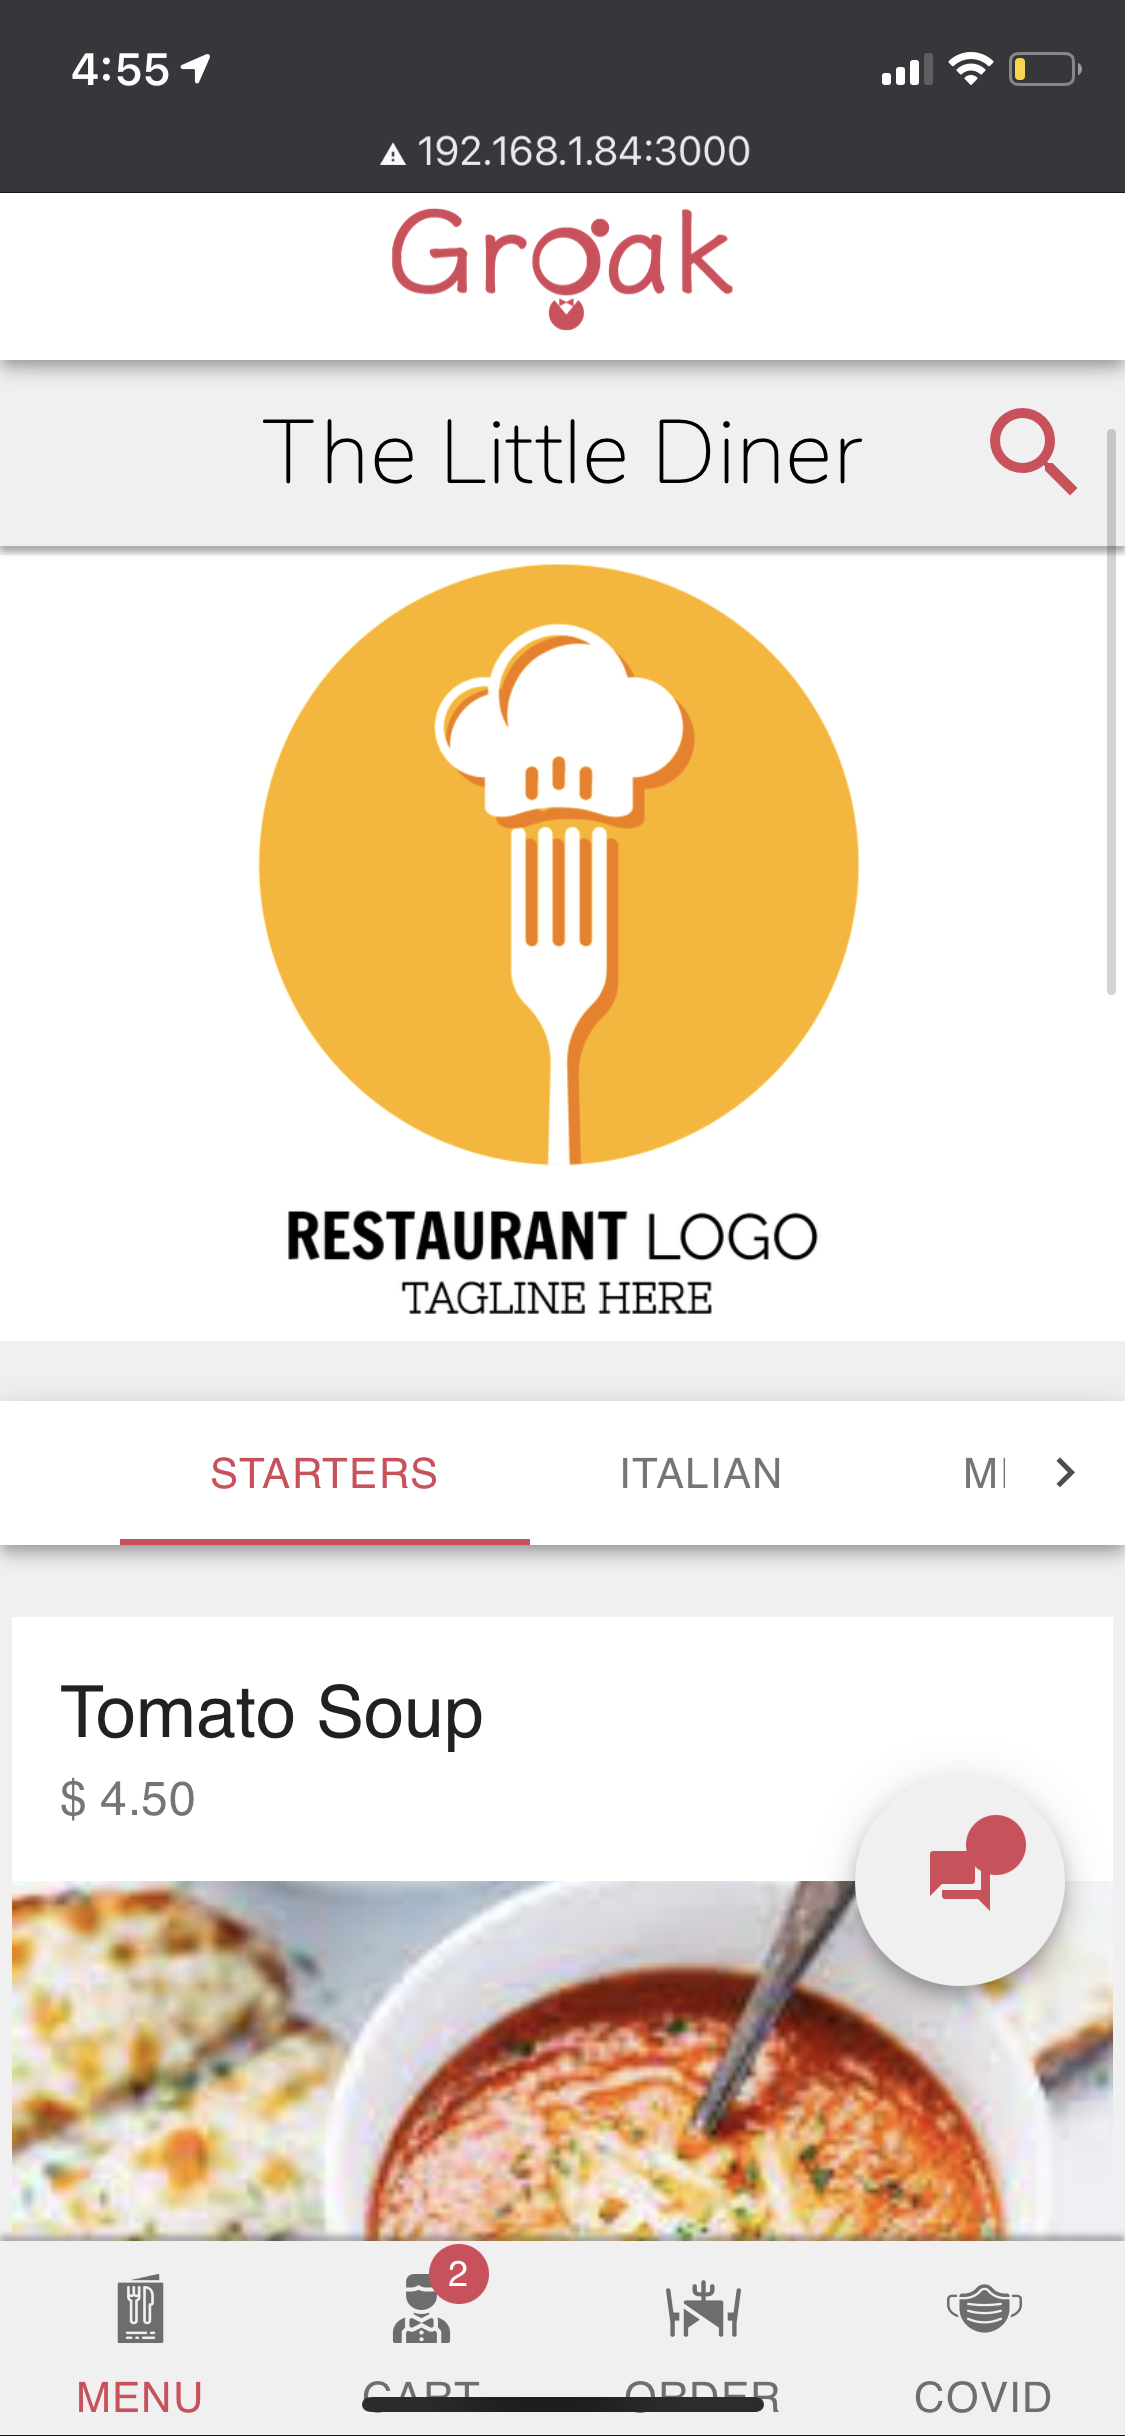 4:55
192.168.1.84:3000
Groak
The Little Diner
RESTAURANT LOGO
TAGLINE HERE
STARTERS ITALIAN
Tomato Soup
$ 4.50
2
MENU CART ORDER COVID